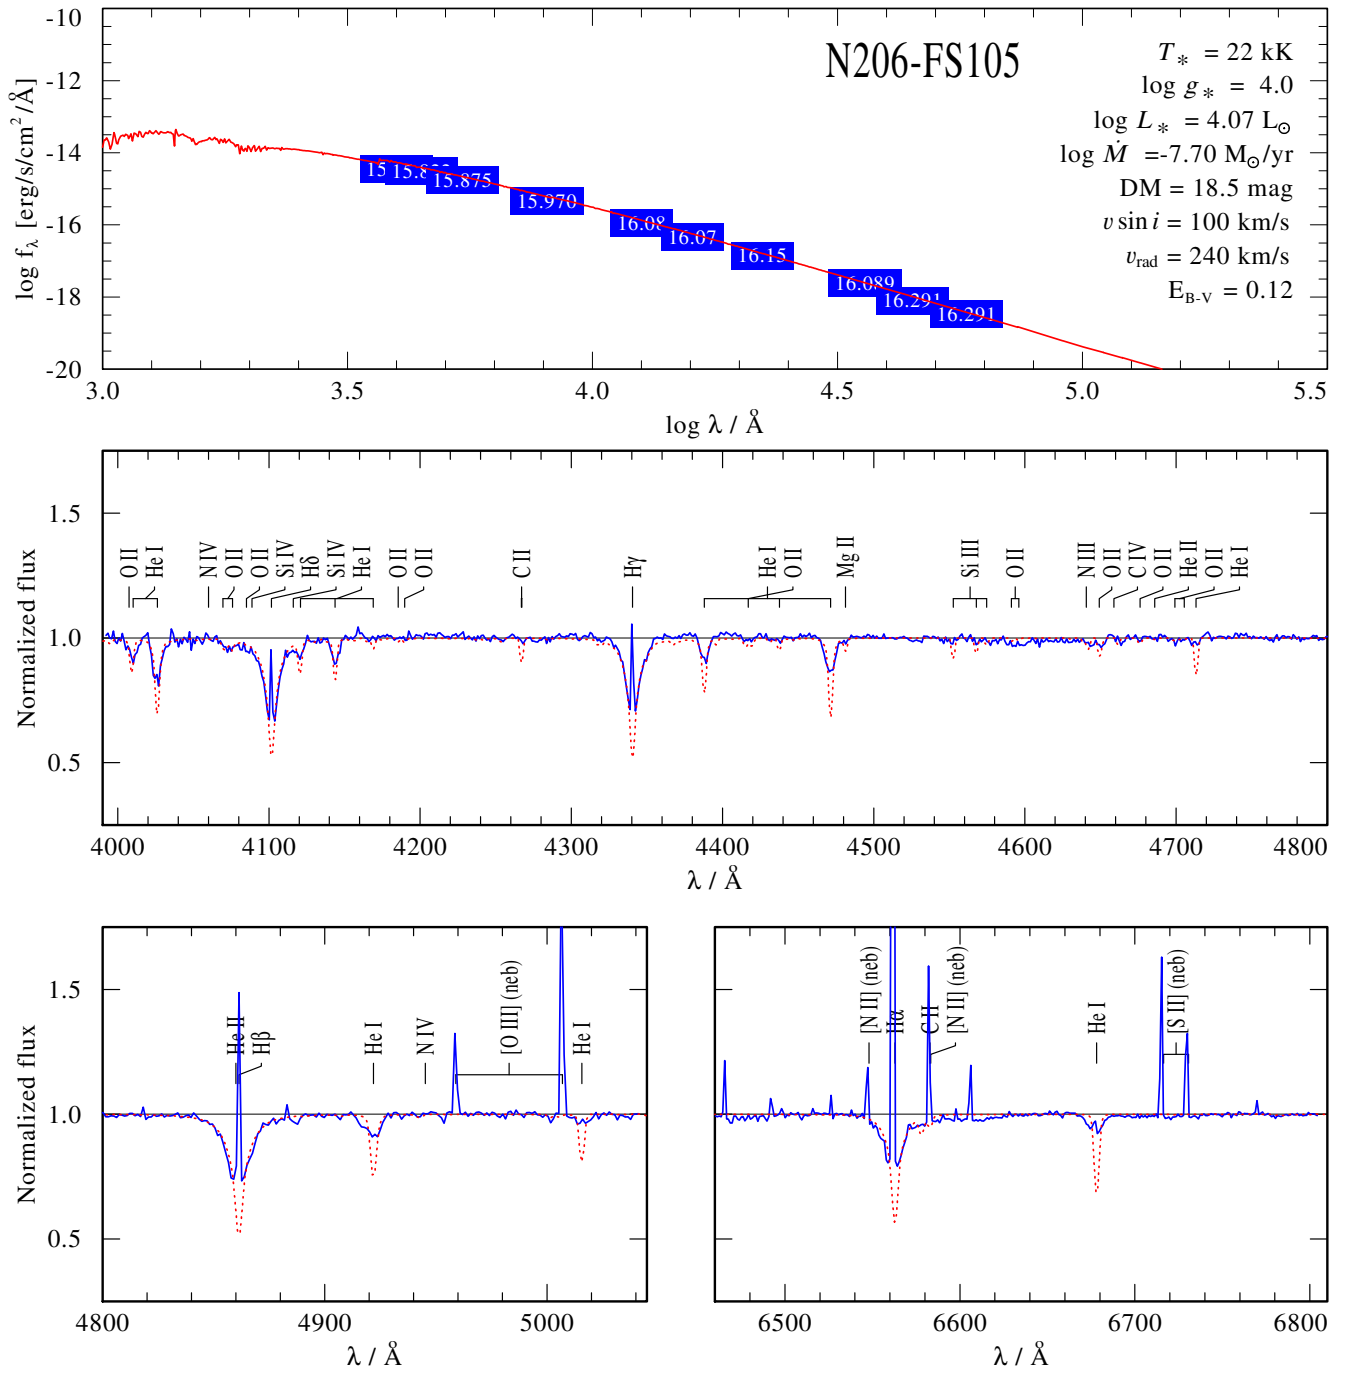 N206-FS105
T* = 22 kK
log g* = 4.0
log L* = 4.07 L⊙
log Ṁ =-7.70 M⊙/yr
DM = 18.5 mag
v sin i = 100 km/s
vrad = 240 km/s
EB-V = 0.12
-10
-12
-14
-16
-18
-20
log fλ [erg/s/cm2/Å]
15.875
15.970
16.08
16.07
16.15
16.089
16.291
16.291
3.0 3.5 4.0 4.5 5.0 5.5
log λ / Å
Normalized flux
1.5
1.0
0.5
O II He I N IV O II O II Si IV Hδ Si IV He I O II O II C II Hγ He I O II Mg II Si III O II N III O II C IV O II He II O II He I
4000 4100 4200 4300 4400 4500 4600 4700 4800
λ / Å
Normalized flux
1.5
1.0
0.5
He II Hβ He I N IV [O III] (neb) He I
4800 4900 5000
λ / Å
[N II] (neb) Hα C II [N II] (neb) He I [S II] (neb)
6500 6600 6700 6800
λ / Å